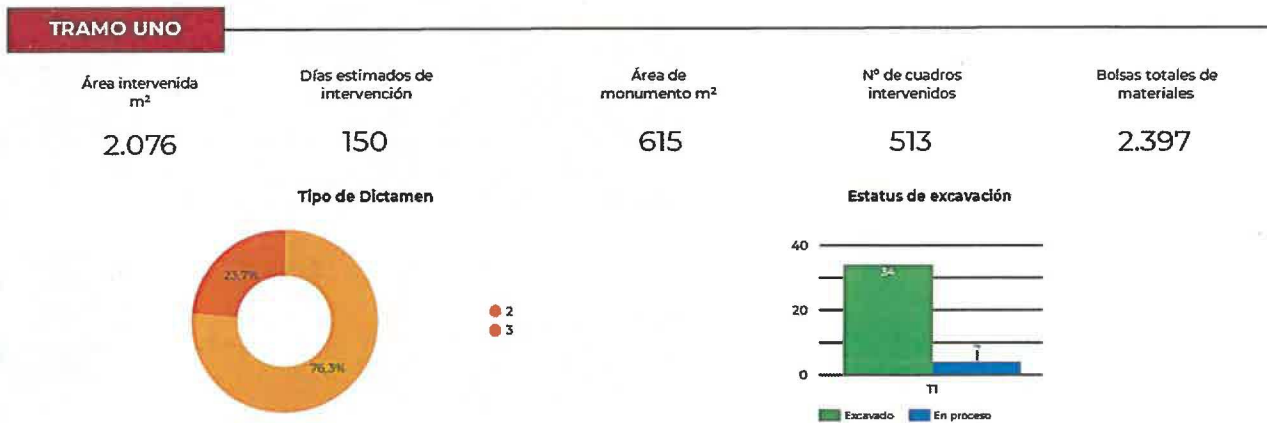 TRAMO UNO
Área intervenida
m²
2.076
Días estimados de
intervención
150
Área de
monumento m²
615
Nº de cuadros
intervenidos
513
Bolsas totales de
materiales
2.397
Tipo de Dictamen
23,7%
76,3%
2
3
Estatus de excavación
40
20
0
34
T1
Excavado
En proceso